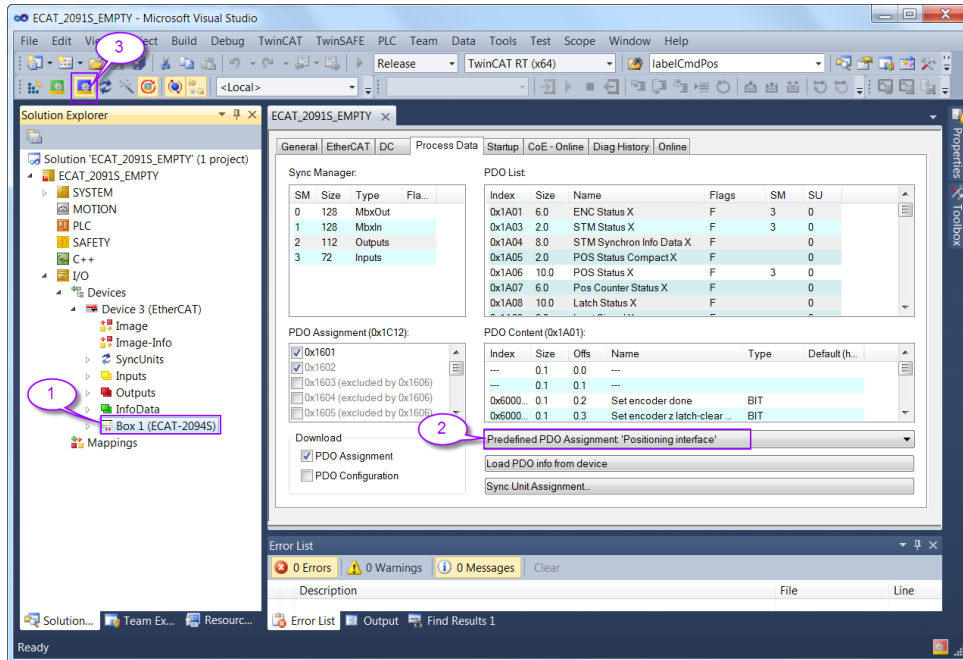 ECAT_2091S_EMPTY - Microsoft Visual Studio
File Edit Build Debug TwinCAT TwinSAFE PLC Team Data Tools Test Scope Window Help
3
Release TwinCAT RT (x64) labelCmdPos
<Local>
Solution Explorer
Solution 'ECAT_2091S_EMPTY' (1 project)
ECAT_2091S_EMPTY
SYSTEM
MOTION
PLC
SAFETY
C++
I/O
Devices
Device 3 (EtherCAT)
Image
Image-Info
SyncUnits
Inputs
Outputs
InfoData
1
Box 1 (ECAT-2094S)
Mappings
Solution... Team Ex... Resourc...
ECAT_2091S_EMPTY
General EtherCAT DC Process Data Startup CoE - Online Diag History Online
Sync Manager:
SM Size Type Fla...
0 128 MbxOut
1 128 MbxIn
2 112 Outputs
3 72 Inputs
PDO List
Index Size Name Flags SM SU
0x1A01 6.0 ENC Status X F 3 0
0x1A03 2.0 STM Status X F 3 0
0x1A04 8.0 STM Synchron Info Data X F 0
0x1A05 2.0 POS Status Compact X F 0
0x1A06 10.0 POS Status X F 3 0
0x1A07 6.0 Pos Counter Status X F 0
0x1A08 10.0 Latch Status X F 0
PDO Assignment (0x1C12):
0x1601
0x1602
0x1603 (excluded by 0x1606)
0x1604 (excluded by 0x1606)
0x1605 (excluded by 0x1606)
PDO Content (0x1A01):
Index Size Offs Name Type Default (h...
--- 0.1 0.0 ---
--- 0.1 0.1 ---
0x6000... 0.1 0.2 Set encoder done BIT
0x6000... 0.1 0.3 Set encoder z latch-clear ... BIT
Download
PDO Assignment
PDO Configuration
2
Predefined PDO Assignment: 'Positioning interface'
Load PDO info from device
Sync Unit Assignment...
Properties
Toolbox
Error List
0 Errors 0 Warnings 0 Messages Clear
Description File Line
Error List Output Find Results 1
Ready